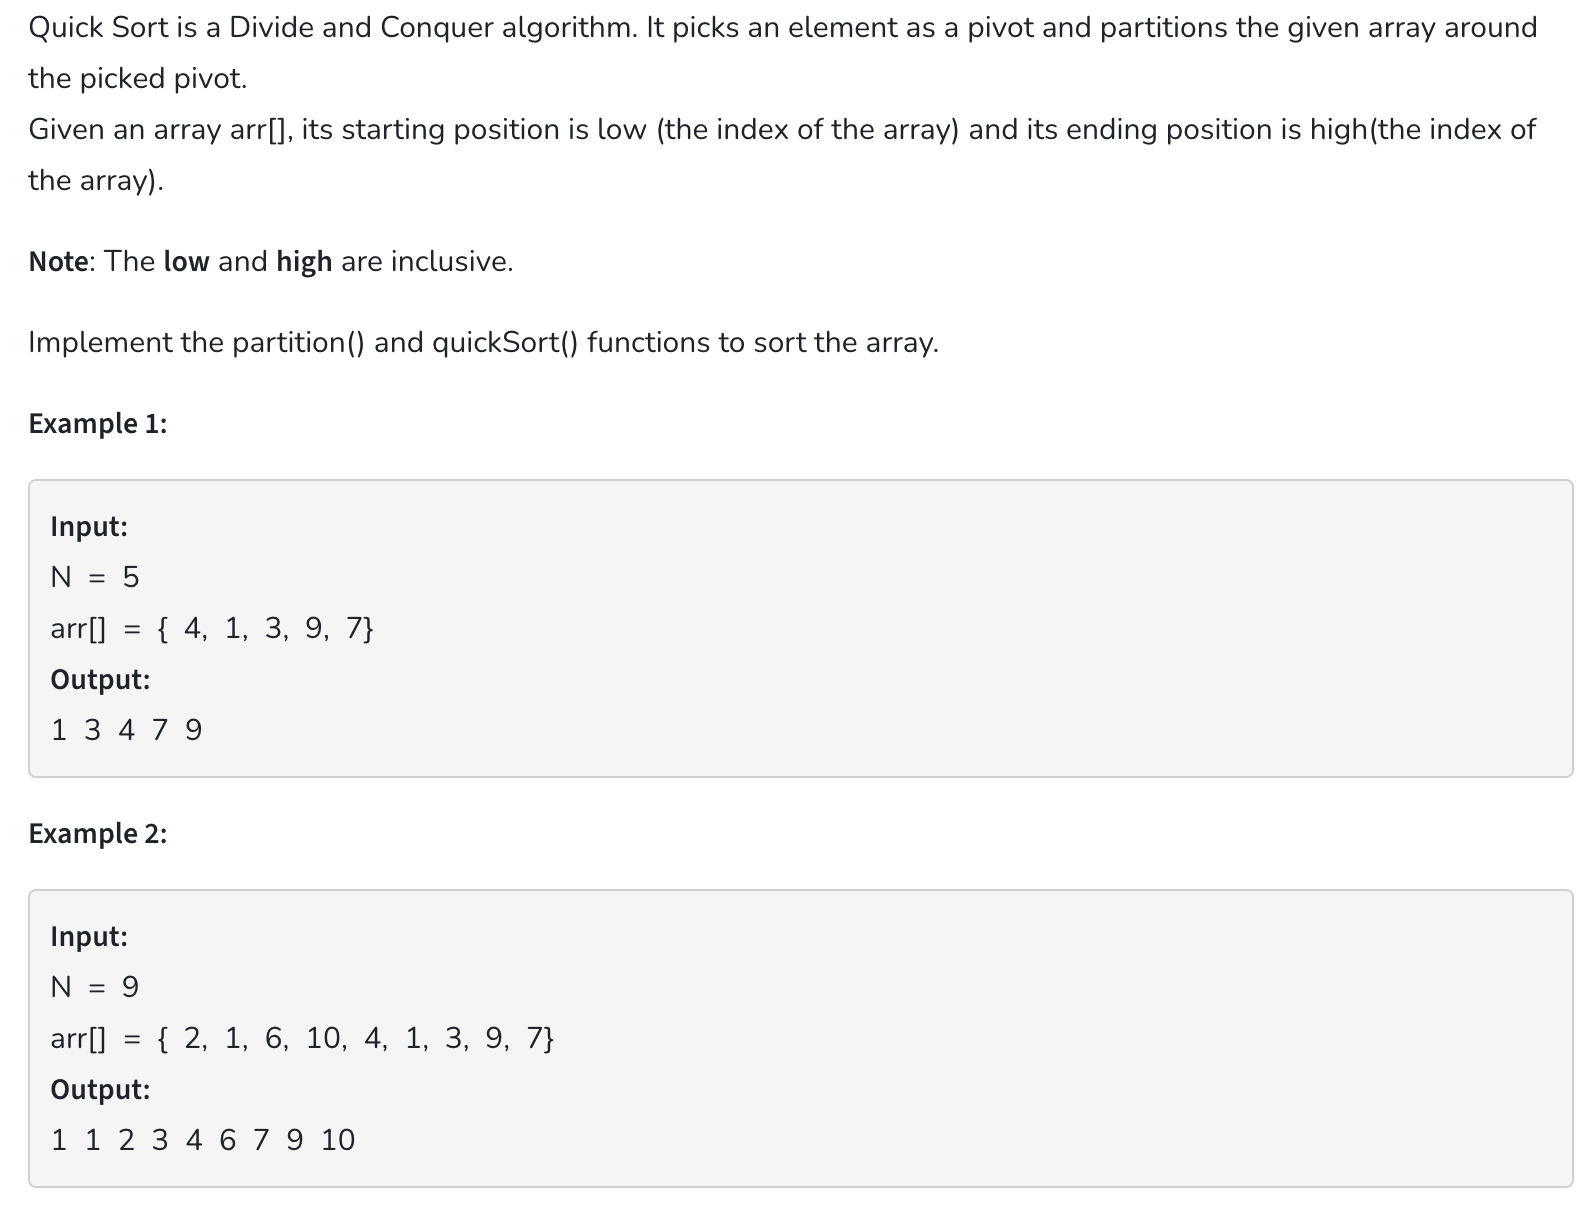 Quick Sort is a Divide and Conquer algorithm. It picks an element as a pivot and partitions the given array around
the picked pivot.
Given an array arr[], its starting position is low (the index of the array) and its ending position is high(the index of
the array).
Note: The low and high are inclusive.
Implement the partition() and quickSort() functions to sort the array.
Example 1:
Input:
N = 5
arr[] = { 4, 1, 3, 9, 7}
Output:
1 3 4 7 9
Example 2:
Input:
N = 9
arr[] = { 2, 1, 6, 10, 4, 1, 3, 9, 7}
Output:
1 1 2 3 4 6 7 9 10